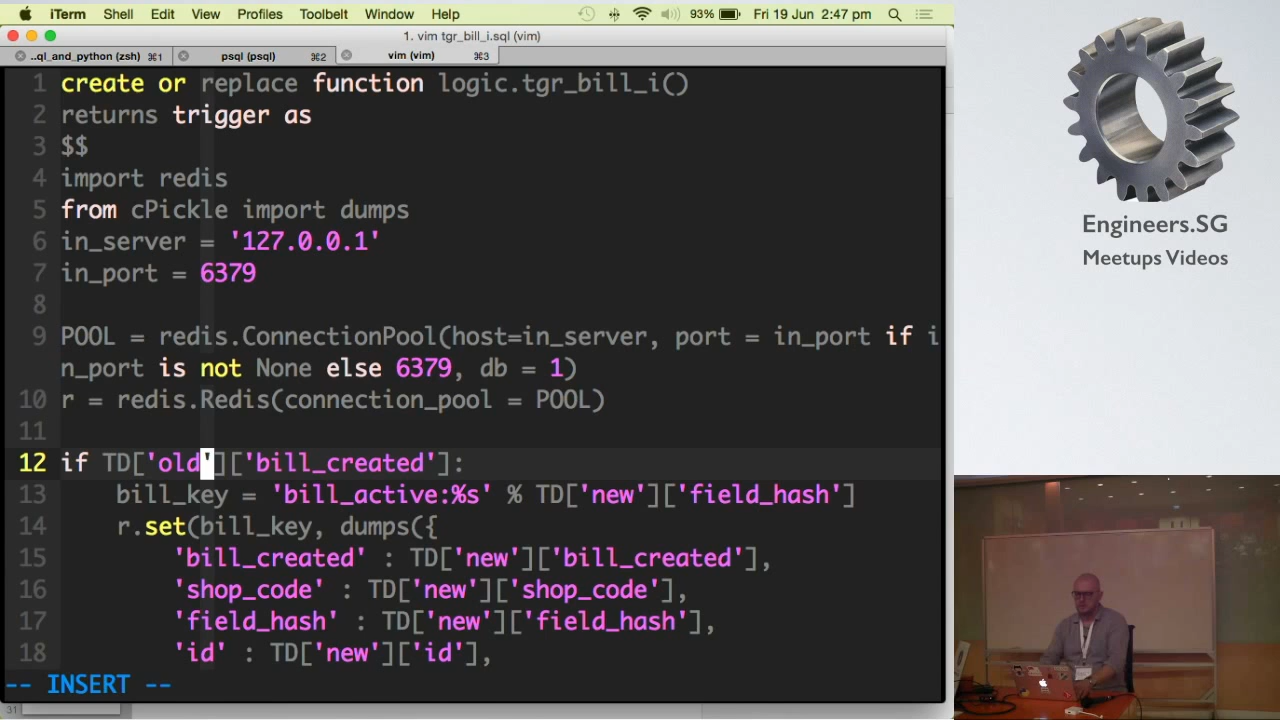 iTerm Shell Edit View Profiles Toolbelt Window Help 93% Fri 19 Jun 2:47 pm
1. vim tgr_bill_i.sql (vim)
..ql_and_python (zsh) ⌘1 psql (psql) ⌘2 vim (vim) ⌘3
1 create or replace function logic.tgr_bill_i()
2 returns trigger as
3 $$
4 import redis
5 from cPickle import dumps
6 in_server = '127.0.0.1'
7 in_port = 6379
8
9 POOL = redis.ConnectionPool(host=in_server, port = in_port if i
n_port is not None else 6379, db = 1)
10 r = redis.Redis(connection_pool = POOL)
11
12 if TD['old']['bill_created']:
13 bill_key = 'bill_active:%s' % TD['new']['field_hash']
14 r.set(bill_key, dumps({
15 'bill_created' : TD['new']['bill_created'],
16 'shop_code' : TD['new']['shop_code'],
17 'field_hash' : TD['new']['field_hash'],
18 'id' : TD['new']['id'],
-- INSERT --
31
Engineers.SG
Meetups Videos